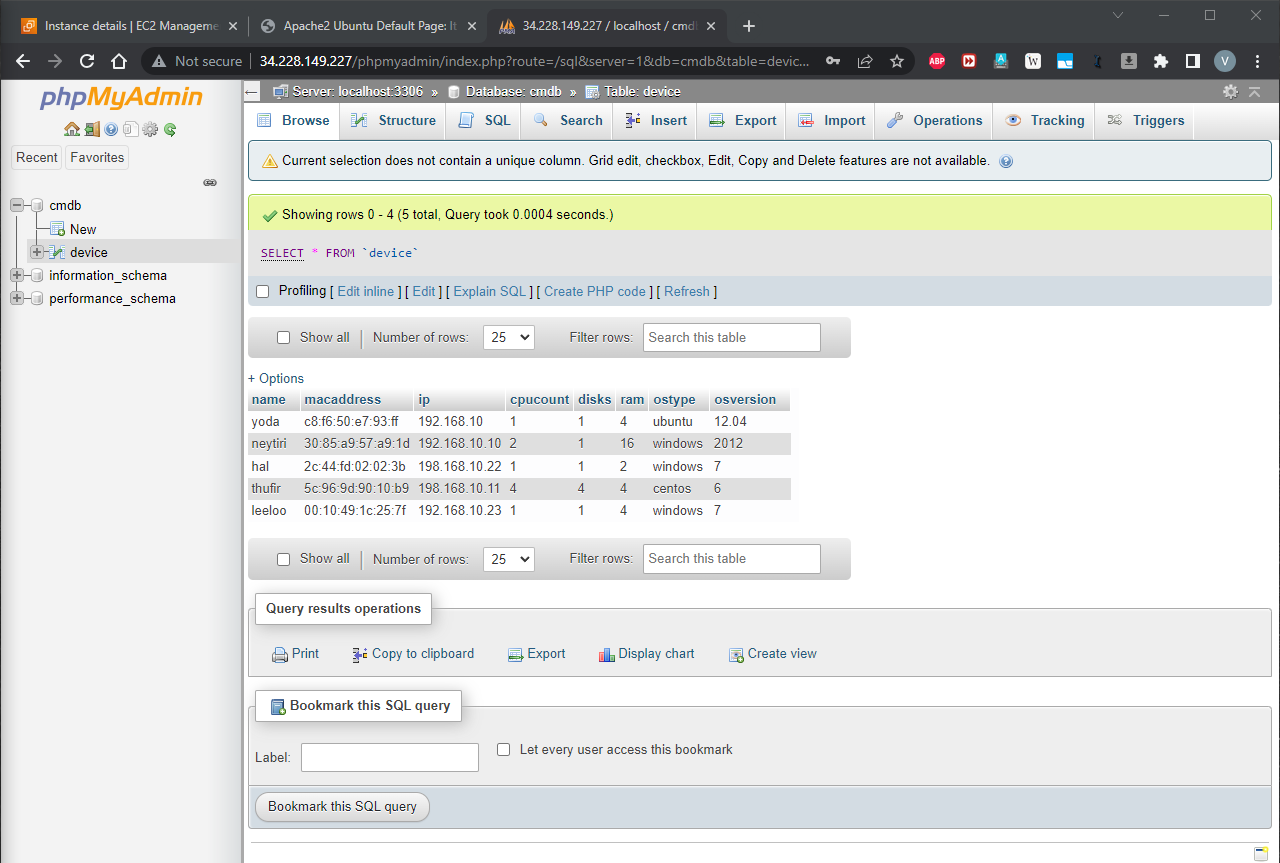 Instance details | EC2 Manageme
Apache2 Ubuntu Default Page: It
34.228.149.227 / localhost / cmdb
Not secure
34.228.149.227/phpmyadmin/index.php?route=/sql&server=1&db=cmdb&table=devic...
ABP
A
W
V
phpMyAdmin
Recent
Favorites
cmdb
New
device
information_schema
performance_schema
Server: localhost:3306 » Database: cmdb » Table: device
Browse Structure SQL Search Insert Export Import Operations Tracking Triggers
Current selection does not contain a unique column. Grid edit, checkbox, Edit, Copy and Delete features are not available.
Showing rows 0 - 4 (5 total, Query took 0.0004 seconds.)
SELECT * FROM `device`
Profiling [ Edit inline ] [ Edit ] [ Explain SQL ] [ Create PHP code ] [ Refresh ]
Show all Number of rows: 25 Filter rows: Search this table
+ Options
name macaddress ip cpucount disks ram ostype osversion
yoda c8:f6:50:e7:93:ff 192.168.10 1 1 4 ubuntu 12.04
neytiri 30:85:a9:57:a9:1d 192.168.10.10 2 1 16 windows 2012
hal 2c:44:fd:02:02:3b 198.168.10.22 1 1 2 windows 7
thufir 5c:96:9d:90:10:b9 198.168.10.11 4 4 4 centos 6
leeloo 00:10:49:1c:25:7f 192.168.10.23 1 1 4 windows 7
Show all Number of rows: 25 Filter rows: Search this table
Query results operations
Print Copy to clipboard Export Display chart Create view
Bookmark this SQL query
Label:
Let every user access this bookmark
Bookmark this SQL query